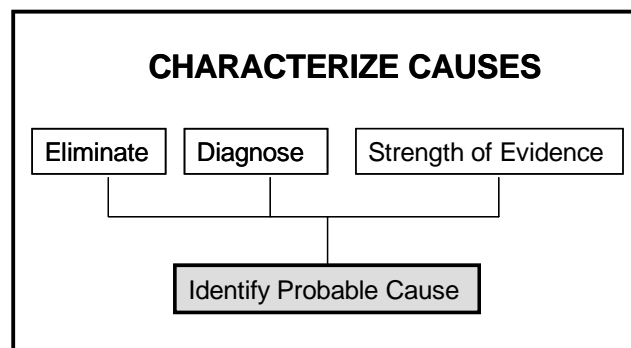 CHARACTERIZE CAUSES
Eliminate
Diagnose
Strength of Evidence
Identify Probable Cause